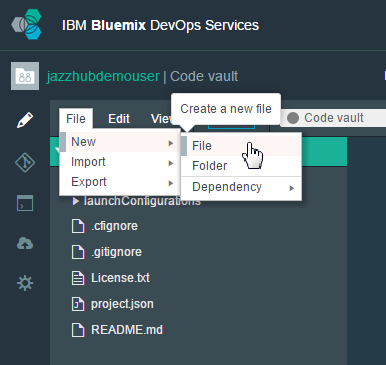 IBM Bluemix DevOps Services
jazzhubdemouser | Code vault
Create a new file
File Edit Code vault
New File
Import Folder
Export Dependency
launchConfigurations
.cfignore
.gitignore
License.txt
project.json
README.md